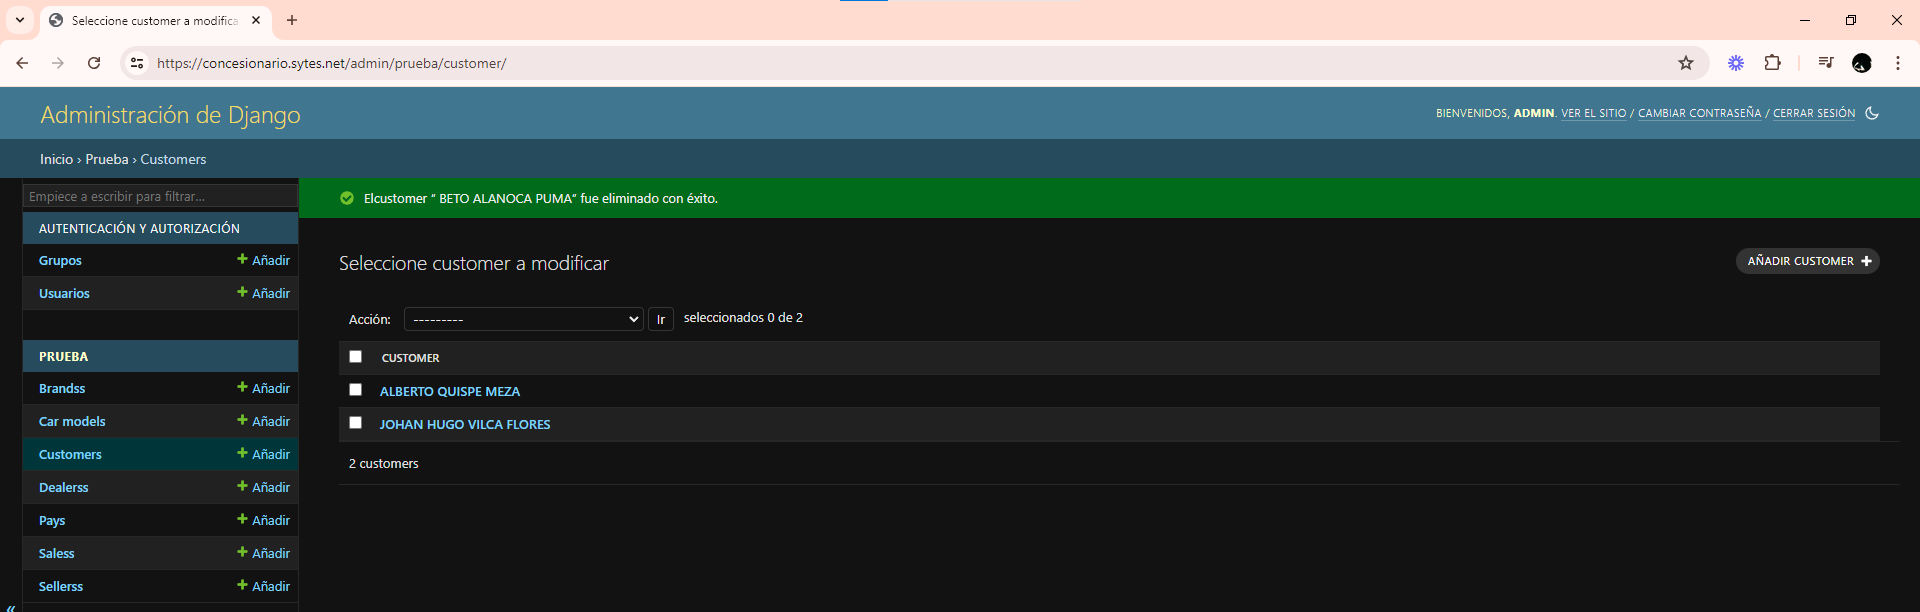 Seleccione customer a modifica
https://concesionario.sytes.net/admin/prueba/customer/
Administración de Django
BIENVENIDOS, ADMIN. VER EL SITIO / CAMBIAR CONTRASEÑA / CERRAR SESIÓN
Inicio › Prueba › Customers
Empiece a escribir para filtrar...
AUTENTICACIÓN Y AUTORIZACIÓN
Grupos + Añadir
Usuarios + Añadir
PRUEBA
Brandss + Añadir
Car models + Añadir
Customers + Añadir
Dealerss + Añadir
Pays + Añadir
Saless + Añadir
Sellerss + Añadir
«
Elcustomer “ BETO ALANOCA PUMA” fue eliminado con éxito.
Seleccione customer a modificar
AÑADIR CUSTOMER +
Acción: --------- Ir seleccionados 0 de 2
CUSTOMER
ALBERTO QUISPE MEZA
JOHAN HUGO VILCA FLORES
2 customers